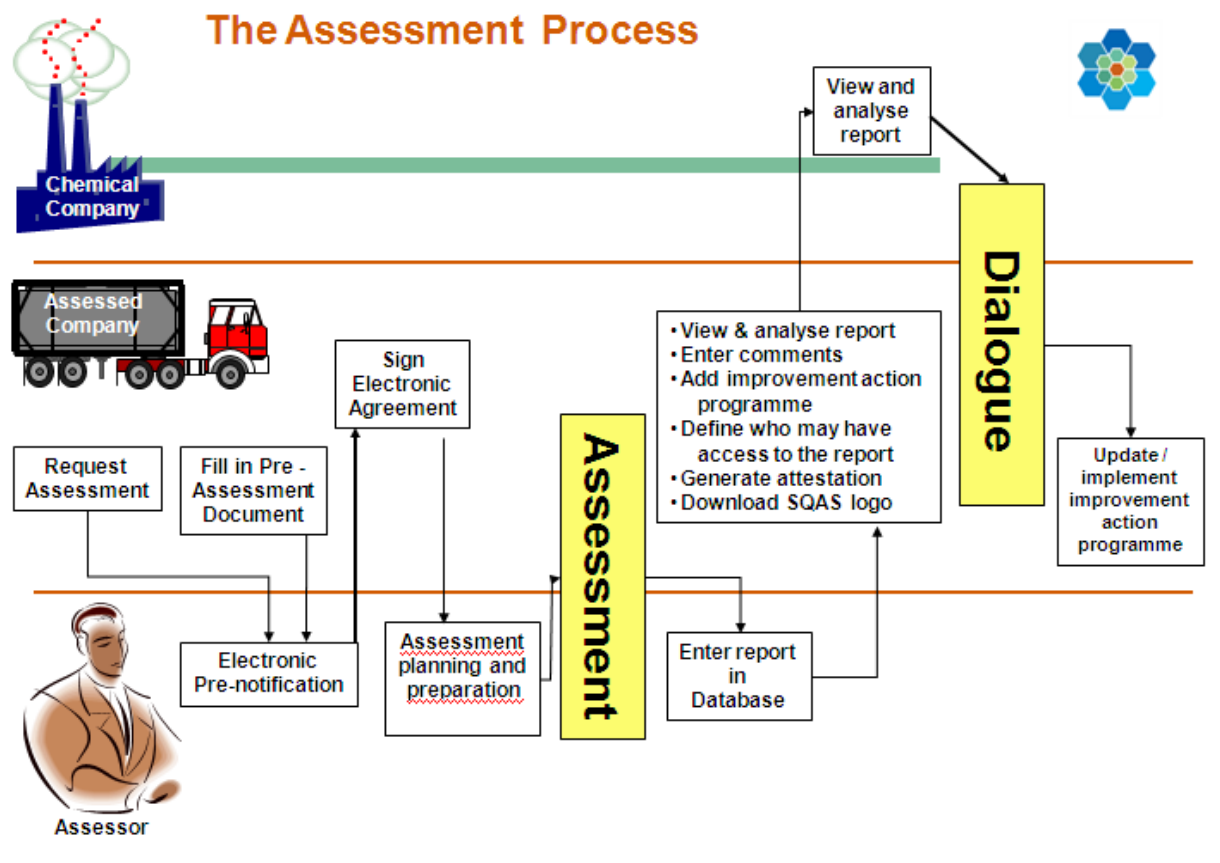 The Assessment Process
View and
analyse
report
Chemical
Company
Dialogue
Assessed
Company
• View & analyse report
• Enter comments
• Add improvement action
programme
• Define who may have
access to the report
• Generate attestation
• Download SQAS logo
Sign
Electronic
Agreement
Request
Assessment
Fill in Pre -
Assessment
Document
Assessment
Update /
implement
improvement
action
programme
Electronic
Pre-notification
Assessment
planning and
preparation
Enter report
in
Database
Assessor